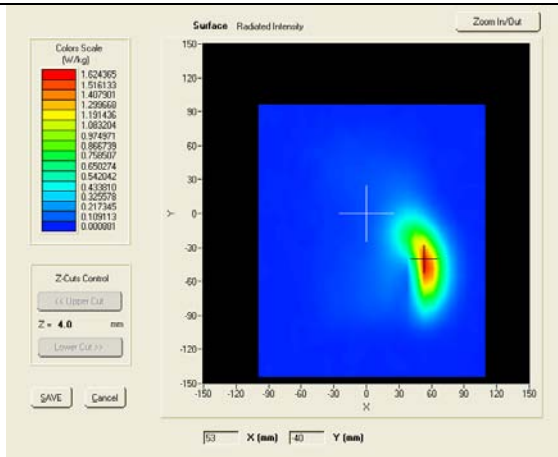 Surface Radiated Intensity
Zoom In/Out
Colors Scale
(W/kg)
1.624365
1.516133
1.407901
1.299668
1.191436
1.083204
0.974971
0.866739
0.758507
0.650274
0.542042
0.433810
0.325578
0.217345
0.109113
0.000881
150
120
90
60
30
0
-30
-60
-90
-120
-150
Y
-150 -120 -90 -60 -30 0 30 60 90 120 150
X
Z-Cuts Control
<< Upper Cut
Z = 4.0 mm
Lower Cut >>
SAVE Cancel
53 X (mm) -40 Y (mm)